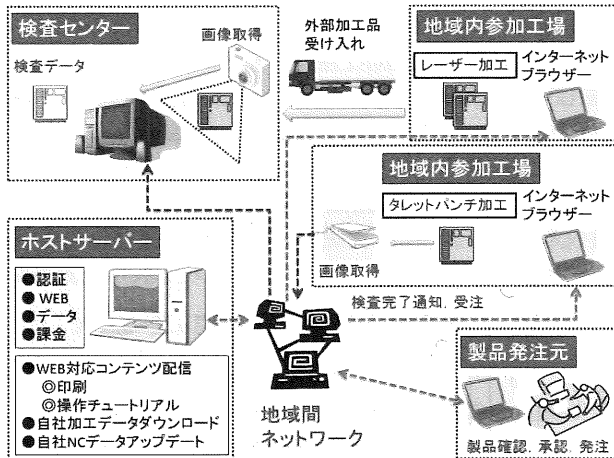 検査センター
画像取得
検査データ
外部加工品
受け入れ
地域内参加工場
レーザー加工
インターネット
ブラウザー
地域内参加工場
タレットパンチ加工
インターネット
ブラウザー
画像取得
検査完了通知，受注
ホストサーバー
●認証
●WEB
●データ
●課金
●WEB対応コンテンツ配信
◎印刷
◎操作チュートリアル
●自社加工データダウンロード
●自社NCデータアップデート
地域間
ネットワーク
製品発注元
製品確認，承認，発注